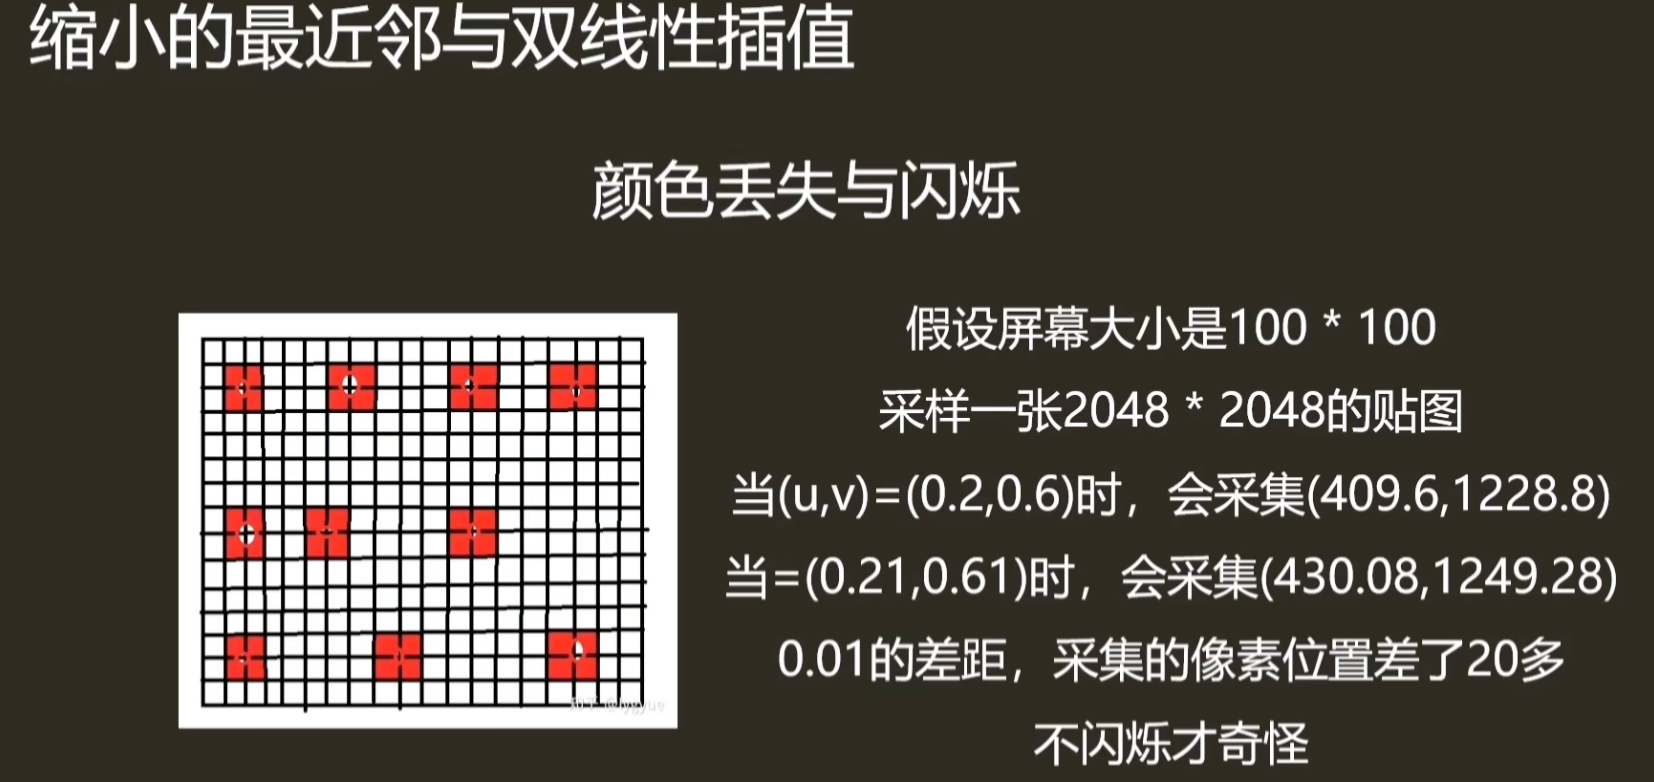 缩小的最近邻与双线性插值
颜色丢失与闪烁
假设屏幕大小是100 * 100
采样一张2048 * 2048的贴图
当(u,v)=(0.2,0.6)时，会采集(409.6,1228.8)
当=(0.21,0.61)时，会采集(430.08,1249.28)
0.01的差距，采集的像素位置差了20多
不闪烁才奇怪
知乎 @lygyue